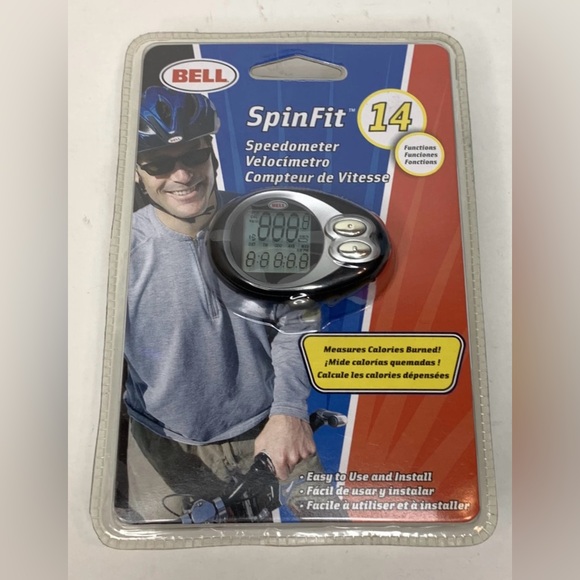 BELL
SpinFit™
14
Functions
Funciones
Fonctions
Speedometer
Velocímetro
Compteur de Vitesse
BELL
Measures Calories Burned!
¡Mide calorías quemadas !
Calcule les calories dépensées
• Easy to Use and Install
• Fácil de usar y instalar
• Facile à utiliser et à installer